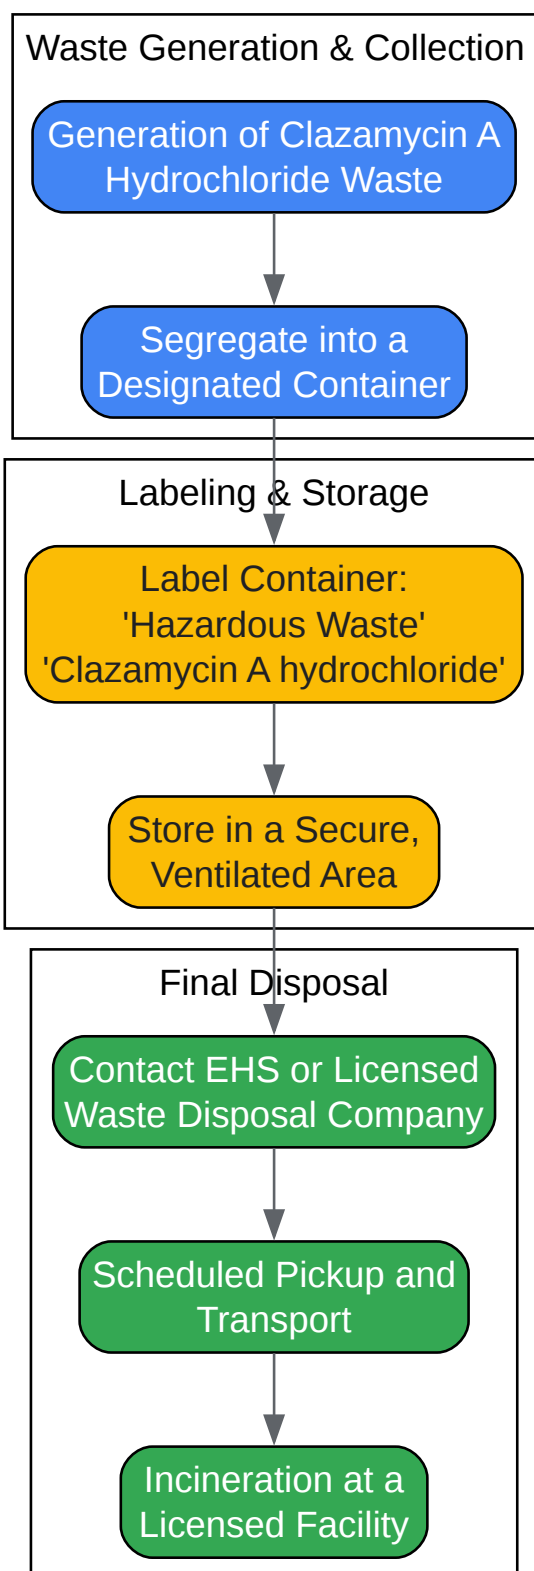 Waste Generation & Collection
Generation of Clazamycin A
Hydrochloride Waste
Segregate into a
Designated Container
Labeling & Storage
Label Container:
'Hazardous Waste'
'Clazamycin A hydrochloride'
Store in a Secure,
Ventilated Area
Final Disposal
Contact EHS or Licensed
Waste Disposal Company
Scheduled Pickup and
Transport
Incineration at a
Licensed Facility